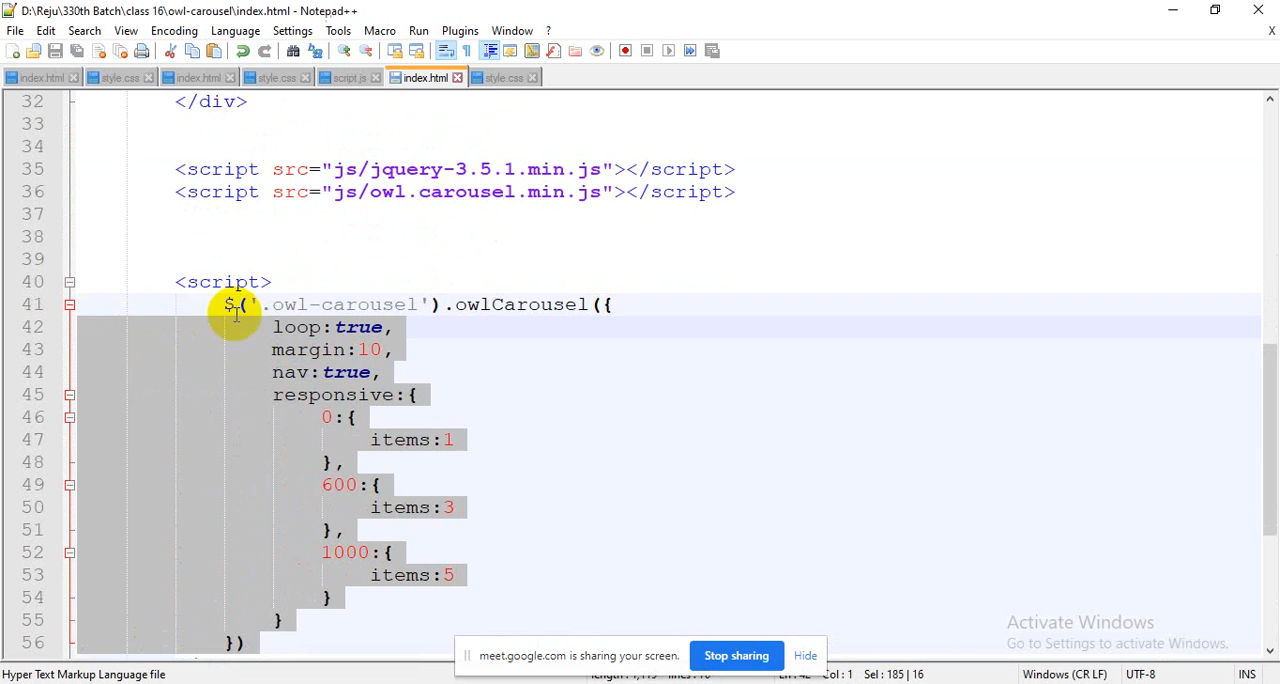 D:\Reju\330th Batch\class 16\owl-carousel\index.html - Notepad++
File Edit Search View Encoding Language Settings Tools Macro Run Plugins Window ? X
index.html style.css index.html style.css script.js index.html style.css
32 </div>
33
34
35 <script src="js/jquery-3.5.1.min.js"></script>
36 <script src="js/owl.carousel.min.js"></script>
37
38
39
40 <script>
41 $('.owl-carousel').owlCarousel({
42 loop:true,
43 margin:10,
44 nav:true,
45 responsive:{
46 0:{
47 items:1
48 },
49 600:{
50 items:3
51 },
52 1000:{
53 items:5
54 }
55 }
56 })
Activate Windows
Go to Settings to activate Windows.
meet.google.com is sharing your screen. Stop sharing Hide
Hyper Text Markup Language file Col : 1 Sel : 185 | 16 Windows (CR LF) UTF-8 INS